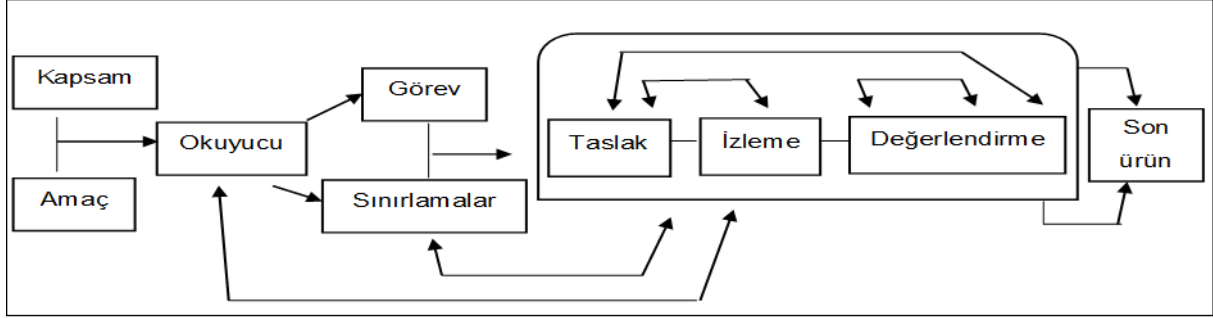 Kapsam
Amaç
Okuyucu
Görev
Sınırlamalar
Taslak
İzleme
Değerlendirme
Son
ürün